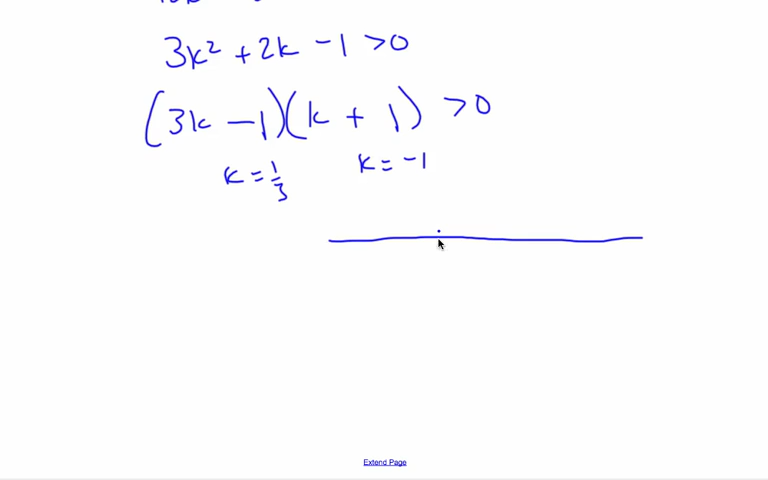 3k² + 2k - 1 > 0
(3k - 1)(k + 1) > 0
k = 1/3 k = -1
Extend Page